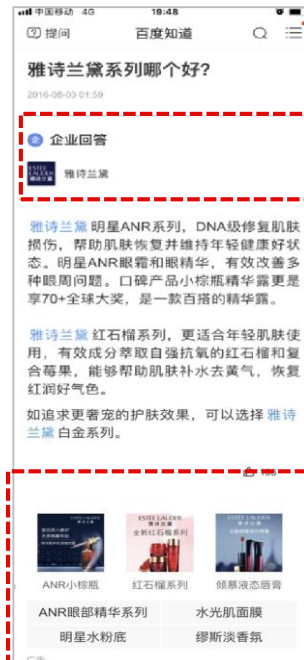 中国移动 4G 19:48
提问 百度知道
雅诗兰黛系列哪个好?
2016-08-03 01:59
企业回答
雅诗兰黛
雅诗兰黛 明星ANR系列，DNA级修复肌肤
损伤，帮助肌肤恢复并维持年轻健康好状
态。明星ANR眼霜和眼精华，有效改善多
种眼周问题。口碑产品小棕瓶精华露更是
享70+全球大奖，是一款百搭的精华露。
雅诗兰黛 红石榴系列，更适合年轻肌肤使
用，有效成分萃取自强抗氧的红石榴和复
合莓果，能够帮助肌肤补水去黄气，恢复
红润好气色。
如追求更奢宠的护肤效果，可以选择 雅诗
兰黛 白金系列。
ESTEE LAUDER ESTEE LAUDER
全新红石榴系列
ANR小棕瓶 红石榴系列 倾慕液态唇膏
ANR眼部精华系列 水光肌面膜
明星水粉底 缪斯淡香氛